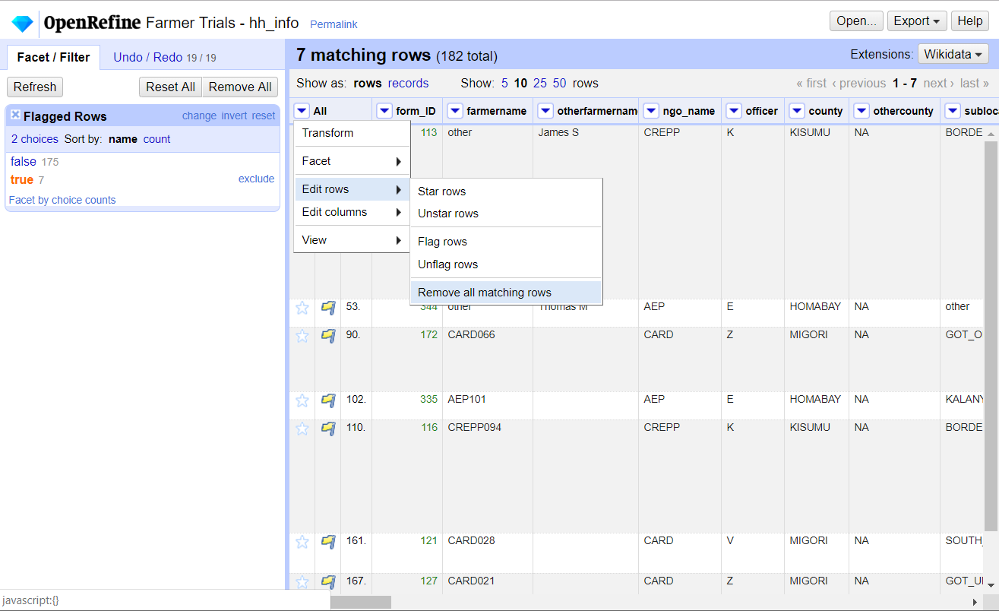 OpenRefine Farmer Trials - hh_info Permalink Open... Export Help
Facet / Filter Undo / Redo 19 / 19
7 matching rows (182 total) Extensions: Wikidata
Refresh Reset All Remove All
Show as: rows records Show: 5 10 25 50 rows « first ‹ previous 1 - 7 next › last »
Flagged Rows change invert reset
2 choices Sort by: name count
false 175
true 7 exclude
Facet by choice counts
All form_ID farmername otherfarmernam ngo_name officer county othercounty subloca
Transform
Facet
Edit rows
Edit columns
View
Star rows
Unstar rows
Flag rows
Unflag rows
Remove all matching rows
113 other James S CREPP K KISUMU NA BORDE
53. 344 other Thomas M AEP E HOMABAY NA other
90. 172 CARD066 CARD Z MIGORI NA GOT_O
102. 335 AEP101 AEP E HOMABAY NA KALANY
110. 116 CREPP094 CREPP K KISUMU NA BORDE
161. 121 CARD028 CARD V MIGORI NA SOUTH_
167. 127 CARD021 CARD Z MIGORI NA GOT_U
javascript:{}